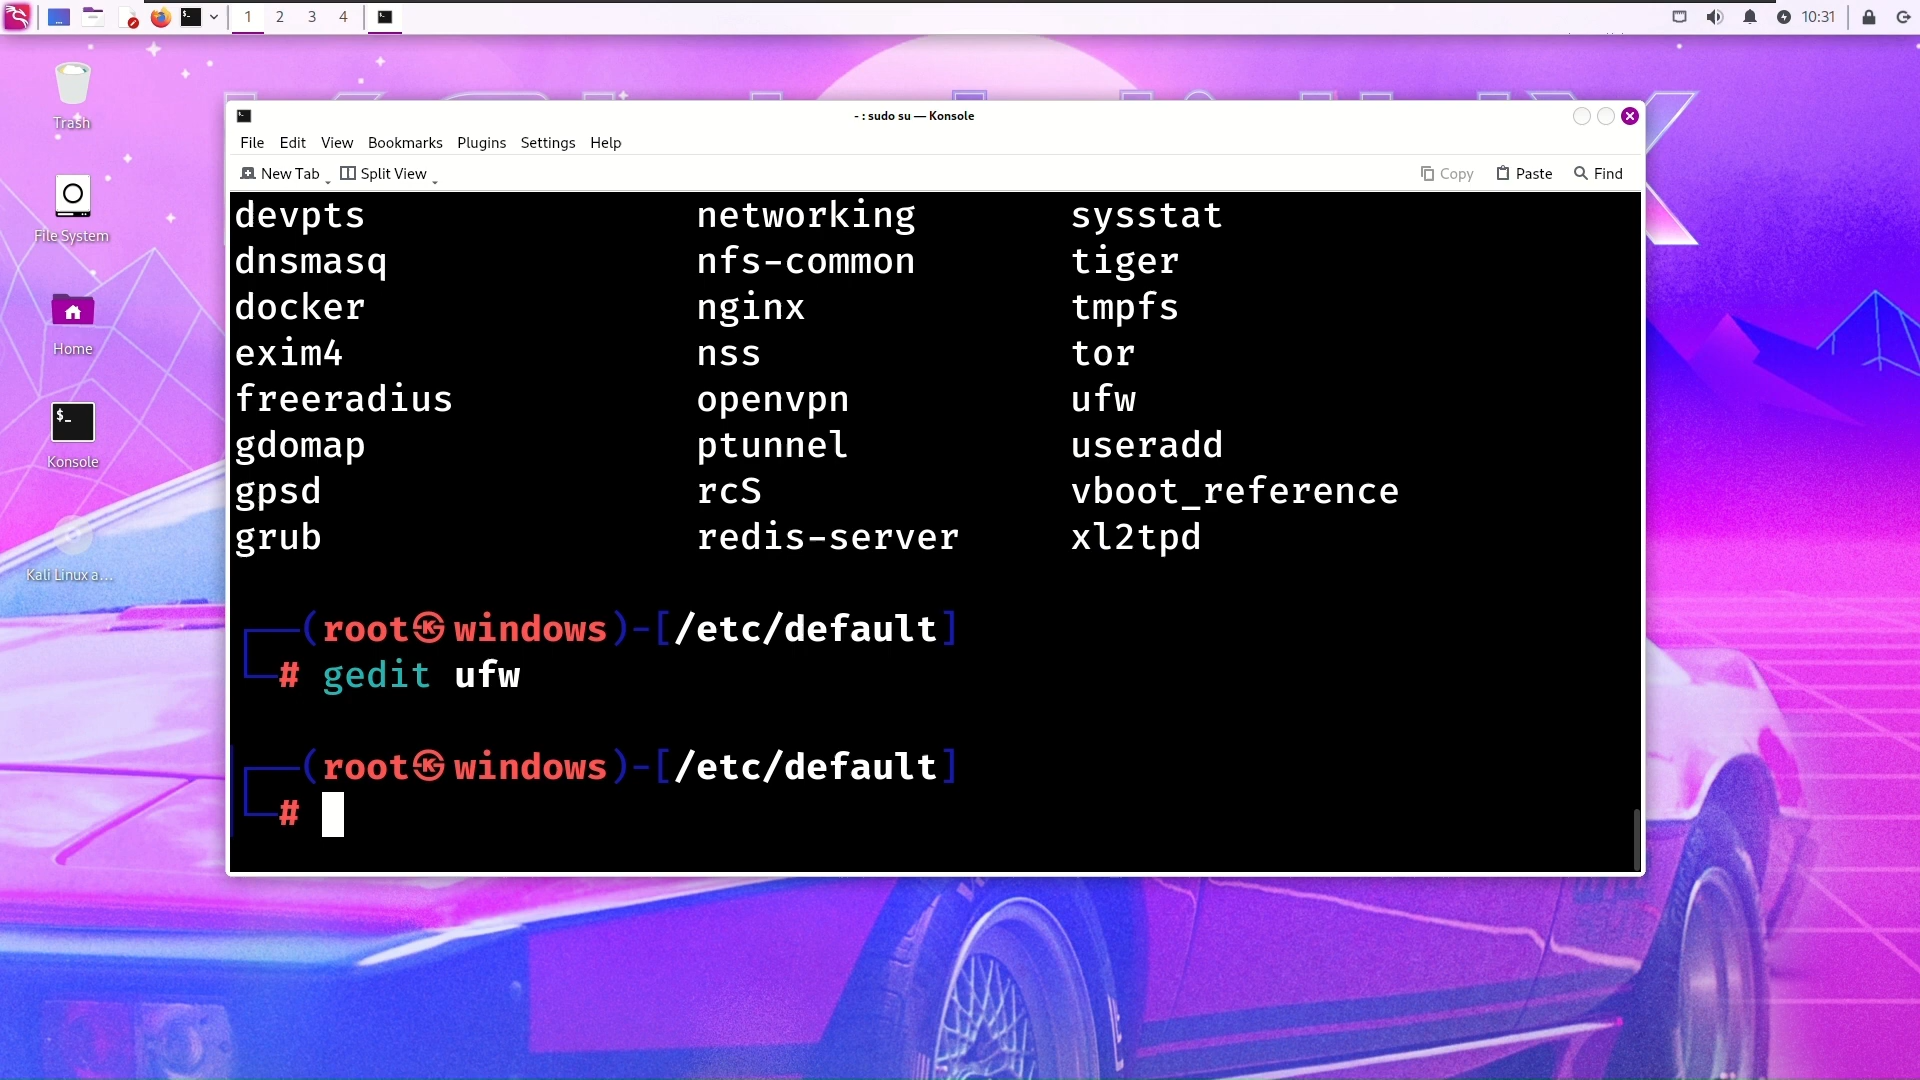 1 2 3 4 10:31
Trash
File System
Home
Konsole
Kali Linux a...
- : sudo su — Konsole
File Edit View Bookmarks Plugins Settings Help
New Tab Split View Copy Paste Find
devpts networking sysstat
dnsmasq nfs-common tiger
docker nginx tmpfs
exim4 nss tor
freeradius openvpn ufw
gdomap ptunnel useradd
gpsd rcS vboot_reference
grub redis-server xl2tpd
┌──(root㉿windows)-[/etc/default]
└─# gedit ufw
┌──(root㉿windows)-[/etc/default]
└─#